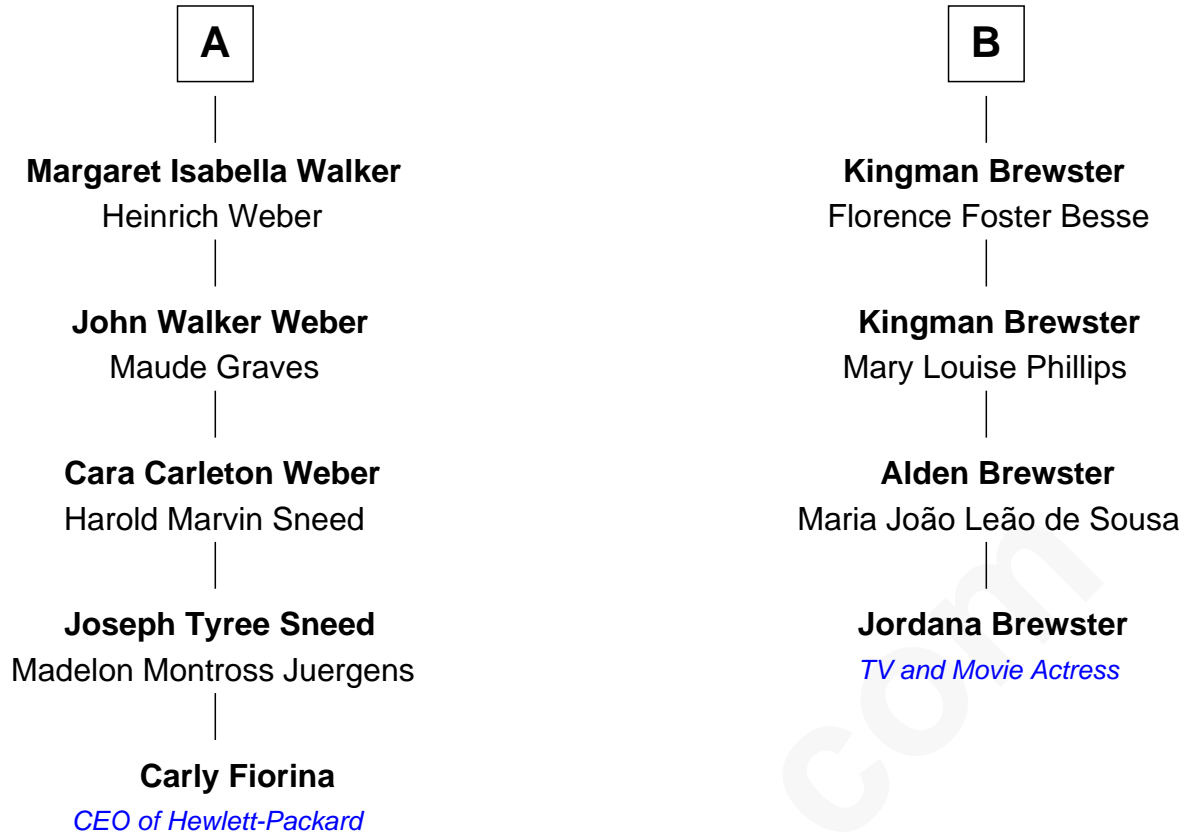 A
Margaret Isabella Walker
Heinrich Weber
John Walker Weber
Maude Graves
Cara Carleton Weber
Harold Marvin Sneed
Joseph Tyree Sneed
Madelon Montross Juergens
Carly Fiorina
CEO of Hewlett-Packard
B
Kingman Brewster
Florence Foster Besse
Kingman Brewster
Mary Louise Phillips
Alden Brewster
Maria João Leão de Sousa
Jordana Brewster
TV and Movie Actress
com